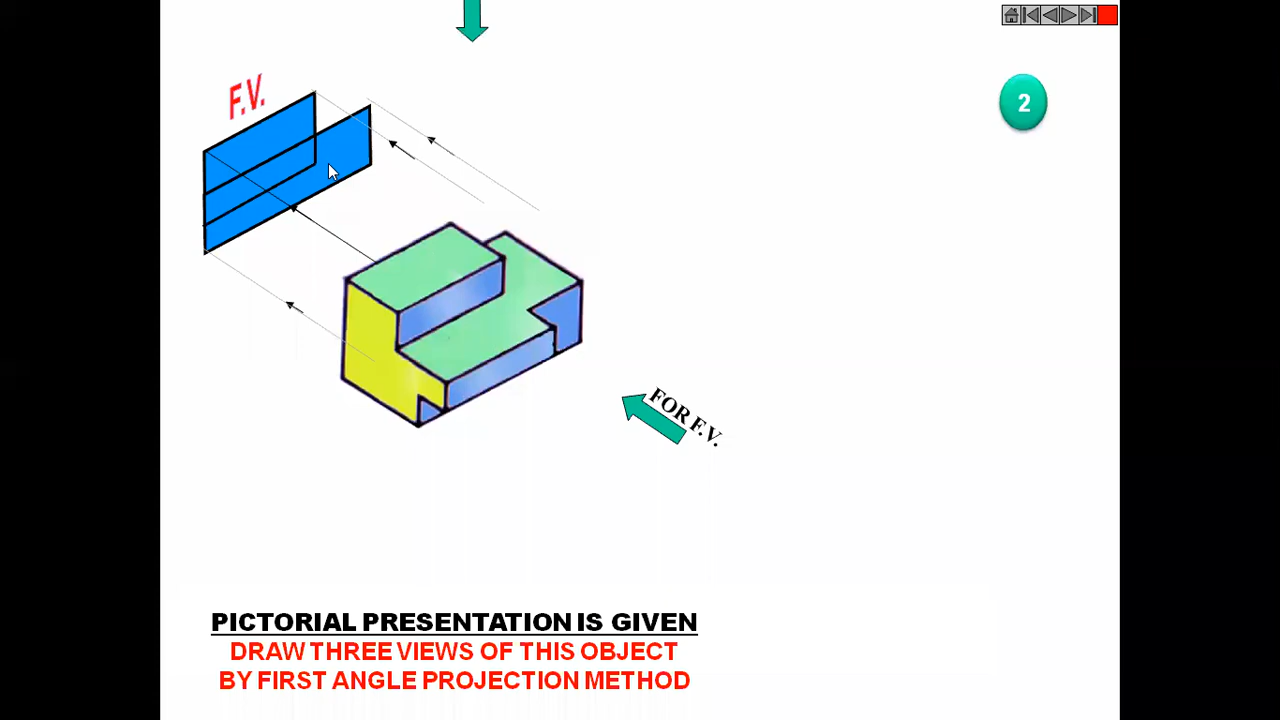 F.V.
2
FOR F.V.
PICTORIAL PRESENTATION IS GIVEN
DRAW THREE VIEWS OF THIS OBJECT
BY FIRST ANGLE PROJECTION METHOD